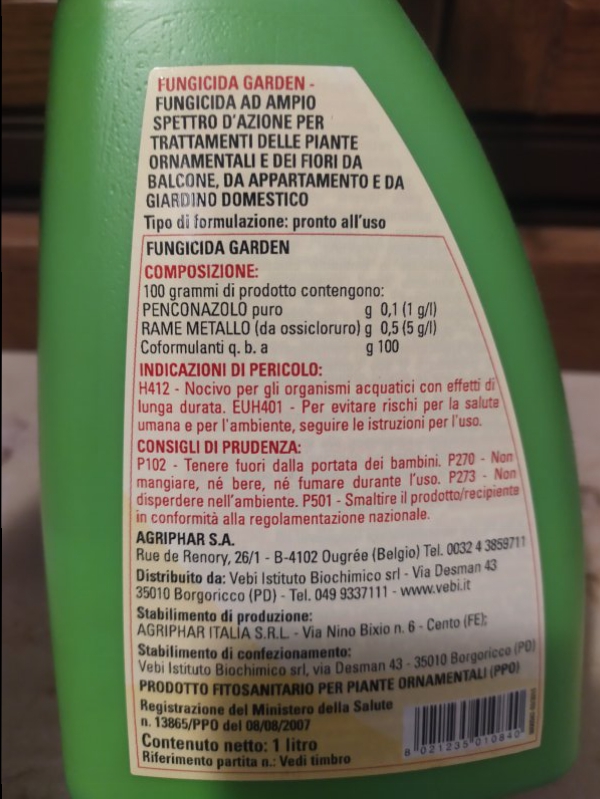 FUNGICIDA GARDEN -
FUNGICIDA AD AMPIO
SPETTRO D'AZIONE PER
TRATTAMENTI DELLE PIANTE
ORNAMENTALI E DEI FIORI DA
BALCONE, DA APPARTAMENTO E DA
GIARDINO DOMESTICO
Tipo di formulazione: pronto all'uso
FUNGICIDA GARDEN
COMPOSIZIONE:
100 grammi di prodotto contengono:
PENCONAZOLO puro g 0,1 (1 g/l)
RAME METALLO (da ossicloruro) g 0,5 (5 g/l)
Coformulanti q. b. a g 100
INDICAZIONI DI PERICOLO:
H412 - Nocivo per gli organismi acquatici con effetti di
lunga durata. EUH401 - Per evitare rischi per la salute
umana e per l'ambiente, seguire le istruzioni per l'uso.
CONSIGLI DI PRUDENZA:
P102 - Tenere fuori dalla portata dei bambini. P270 - Non
mangiare, né bere, né fumare durante l'uso. P273 - Non
disperdere nell'ambiente. P501 - Smaltire il prodotto/recipiente
in conformità alla regolamentazione nazionale.
AGRIPHAR S.A.
Rue de Renory, 26/1 - B-4102 Ougrée (Belgio) Tel. 0032 4 3859711
Distribuito da: Vebi Istituto Biochimico srl - Via Desman 43
35010 Borgoricco (PD) - Tel. 049 9337111 - www.vebi.it
Stabilimento di produzione:
AGRIPHAR ITALIA S.R.L. - Via Nino Bixio n. 6 - Cento (FE);
Stabilimento di confezionamento:
Vebi Istituto Biochimico srl, via Desman 43 - 35010 Borgoricco (PD)
PRODOTTO FITOSANITARIO PER PIANTE ORNAMENTALI (PPO)
Registrazione del Ministero della Salute
n. 13865/PPO del 08/08/2007
Contenuto netto: 1 litro
Riferimento partita n.: Vedi timbro
8 021235 010840